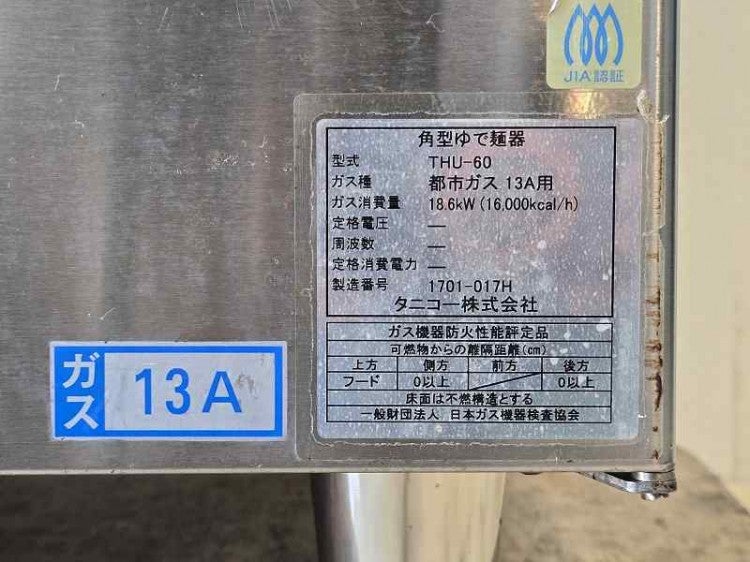 JIA 認証
角型ゆで麺器
型式 THU-60
ガス種 都市ガス 13A用
ガス消費量 18.6kW (16,000kcal/h)
定格電圧 —
周波数 —
定格消費電力 —
製造番号 1701-017H
タニコー株式会社
ガス機器防火性能評定品
可燃物からの離隔距離(cm)
上方 側方 前方 後方
フード 0以上 0以上
床面は不燃構造とする
一般財団法人 日本ガス機器検査協会
ガス 13A